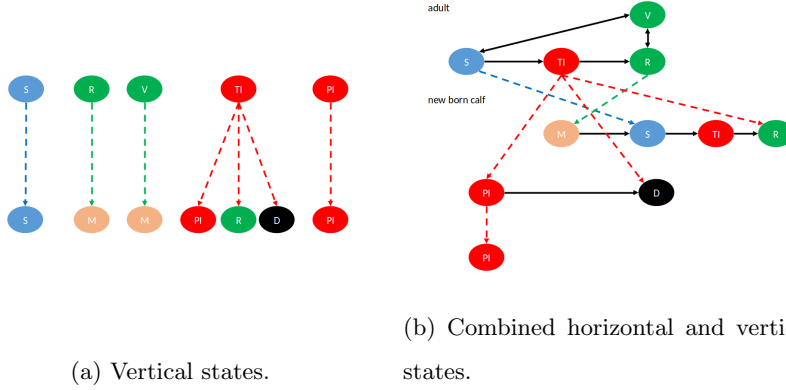 S R V TI PI
S M M PI R D PI
(a) Vertical states.
adult
V
S TI R
new born calf
M S TI R
PI D
PI
(b) Combined horizontal and verti
states.